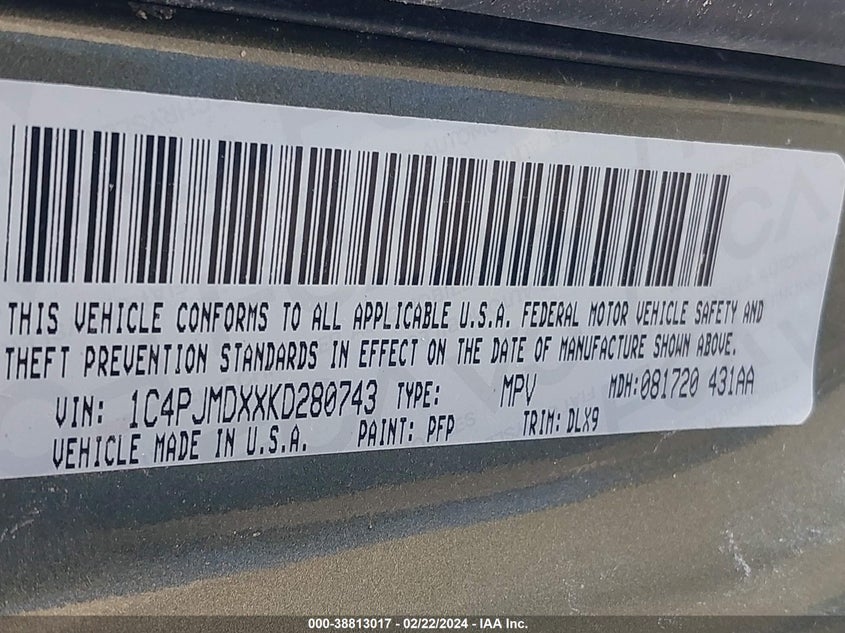 THIS VEHICLE CONFORMS TO ALL APPLICABLE U.S.A. FEDERAL MOTOR VEHICLE SAFETY AND
THEFT PREVENTION STANDARDS IN EFFECT ON THE DATE OF MANUFACTURE SHOWN ABOVE.
VIN: 1C4PJMDXXKD280743 TYPE: MPV MDH:081720 431AA
VEHICLE MADE IN U.S.A. PAINT: PFP TRIM: DLX9
000-38813017 - 02/22/2024 - IAA Inc.